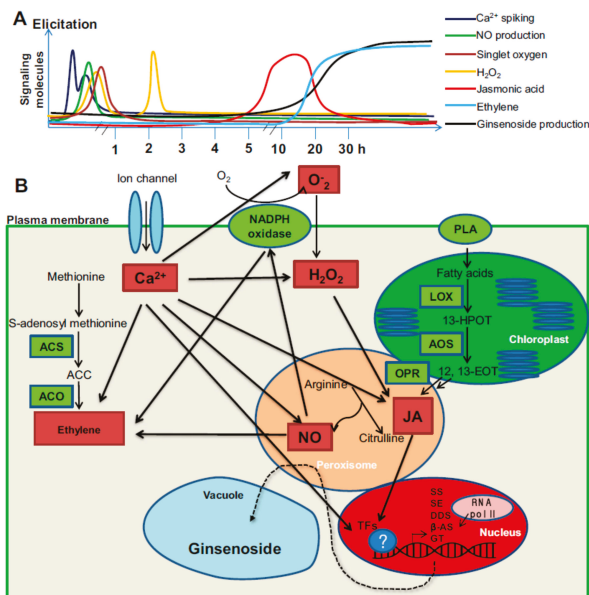 A
Elicitation
Signaling
molecules
Ca²⁺ spiking
NO production
Singlet oxygen
H₂O₂
Jasmonic acid
Ethylene
Ginsenoside production
1 2 3 4 5 10 20 30 h
B
Ion channel
O₂
O⁻₂
Plasma membrane
NADPH
oxidase
PLA
Ca²⁺
H₂O₂
Fatty acids
Methionine
LOX
13-HPOT
S-adenosyl methionine
AOS
Chloroplast
ACS
OPR
12, 13-EOT
ACC
Arginine
ACO
JA
Ethylene
NO
Citrulline
Peroxisome
Vacuole
Ginsenoside
SS
SE
DDS
β-AS
GT
RNA
pol II
TFs
Nucleus
?